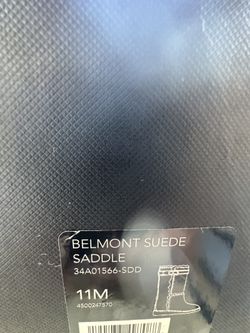 BELMONT SUEDE
SADDLE
34A01566-SDD
11M
4500247570